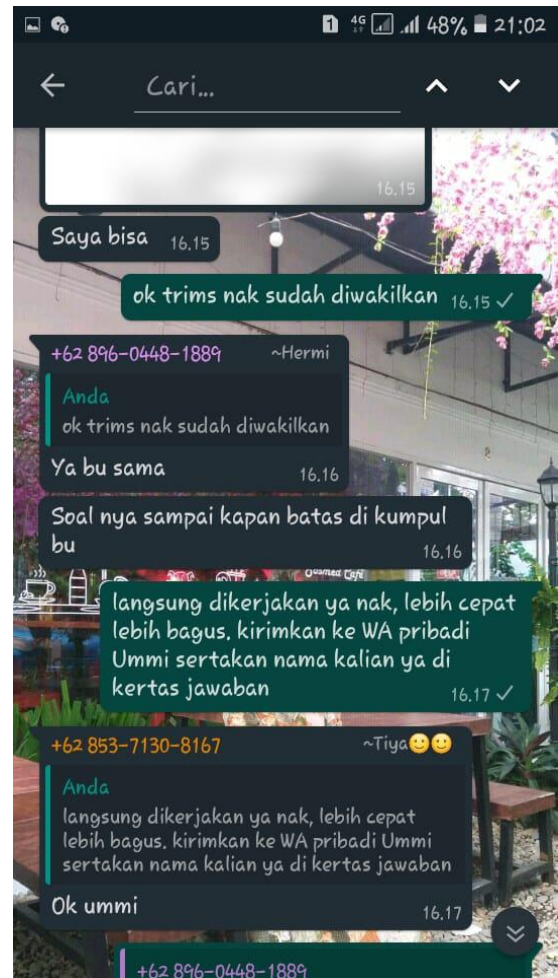 1 4G 48% 21:02
Cari...
16.15
Saya bisa 16.15
ok trims nak sudah diwakilkan 16.15
+62 896-0448-1889 ~Hermi
Anda
ok trims nak sudah diwakilkan
Ya bu sama 16.16
Soal nya sampai kapan batas di kumpul
bu 16.16
langsung dikerjakan ya nak, lebih cepat
lebih bagus. kirimkan ke WA pribadi
Ummi sertakan nama kalian ya di
kertas jawaban 16.17
+62 853-7130-8167 ~Tiya🙂🙂
Anda
langsung dikerjakan ya nak, lebih cepat
lebih bagus. kirimkan ke WA pribadi Ummi
sertakan nama kalian ya di kertas jawaban
Ok ummi 16.17
+62 896-0448-1889